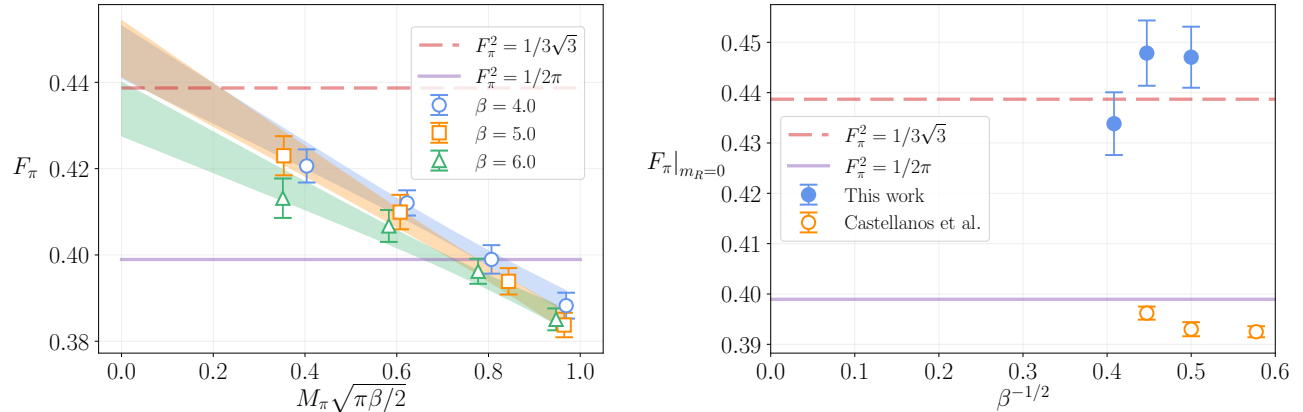 F_π
0.44
0.42
0.40
0.38
F_π^2 = 1/3√3
F_π^2 = 1/2π
β = 4.0
β = 5.0
β = 6.0
0.0 0.2 0.4 0.6 0.8 1.0
M_π√(πβ/2)
F_π|_{m_R=0}
0.45
0.44
0.43
0.42
0.41
0.40
0.39
F_π^2 = 1/3√3
F_π^2 = 1/2π
This work
Castellanos et al.
0.0 0.1 0.2 0.3 0.4 0.5 0.6
β^{-1/2}